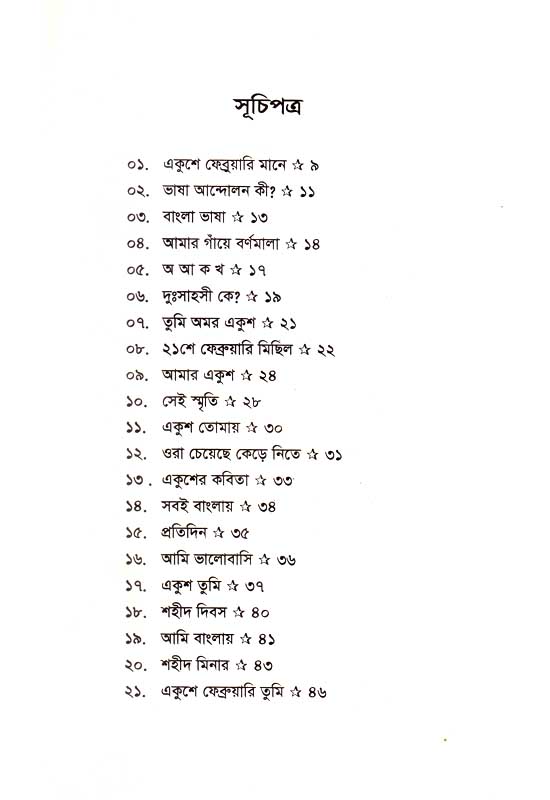 সূচিপত্র
০১. একুশে ফেব্রুয়ারি মানে ☆ ৯
০২. ভাষা আন্দোলন কী? ☆ ১১
০৩. বাংলা ভাষা ☆ ১৩
০৪. আমার গাঁয়ে বর্ণমালা ☆ ১৪
০৫. অ আ ক খ ☆ ১৭
০৬. দুঃসাহসী কে? ☆ ১৯
০৭. তুমি অমর একুশ ☆ ২১
০৮. ২১শে ফেব্রুয়ারি মিছিল ☆ ২২
০৯. আমার একুশ ☆ ২৪
১০. সেই স্মৃতি ☆ ২৮
১১. একুশ তোমায় ☆ ৩০
১২. ওরা চেয়েছে কেড়ে নিতে ☆ ৩১
১৩. একুশের কবিতা ☆ ৩৩
১৪. সবই বাংলায় ☆ ৩৪
১৫. প্রতিদিন ☆ ৩৫
১৬. আমি ভালোবাসি ☆ ৩৬
১৭. একুশ তুমি ☆ ৩৭
১৮. শহীদ দিবস ☆ ৪০
১৯. আমি বাংলায় ☆ ৪১
২০. শহীদ মিনার ☆ ৪৩
২১. একুশে ফেব্রুয়ারি তুমি ☆ ৪৬